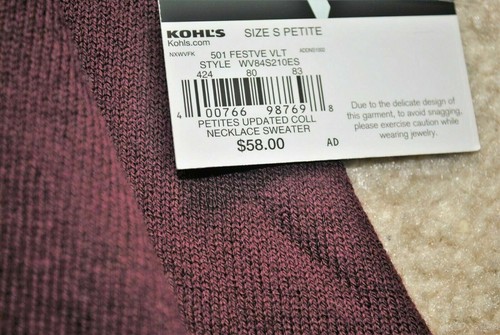 KOHL'S SIZE S PETITE
Kohls.com
NXWVFK 501 FESTVE VLT
STYLE WV84S210ES
424 80 83
4 00766 98769 8
PETITES UPDATED COLL
NECKLACE SWEATER
$58.00 AD
Due to the delicate design of
this garment, to avoid snagging,
please exercise caution while
wearing jewelry.